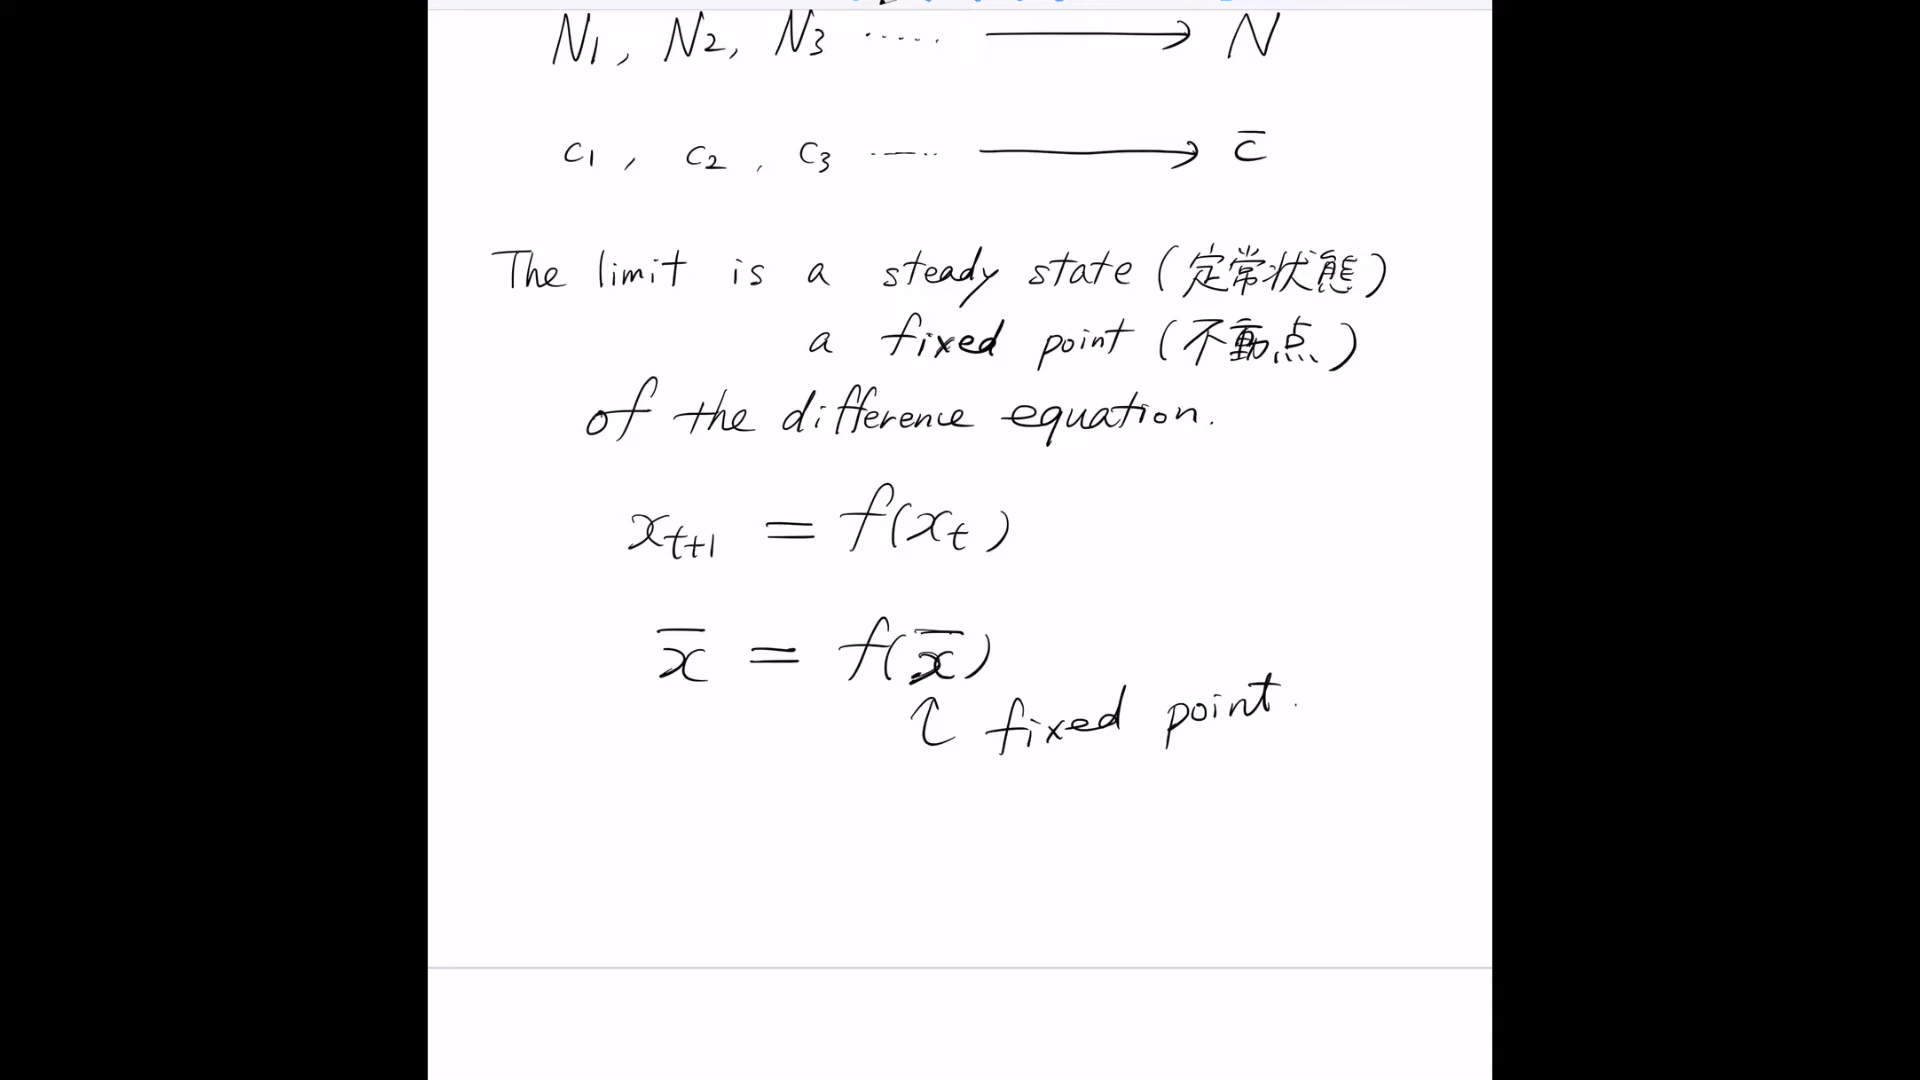 N1, N2, N3 ..... → N
c1, c2, c3 ..... → c̄
The limit is a steady state (定常状態)
a fixed point (不動点)
of the difference equation.
x_{t+1} = f(x_t)
x̄ = f(x̄)
↑ fixed point.